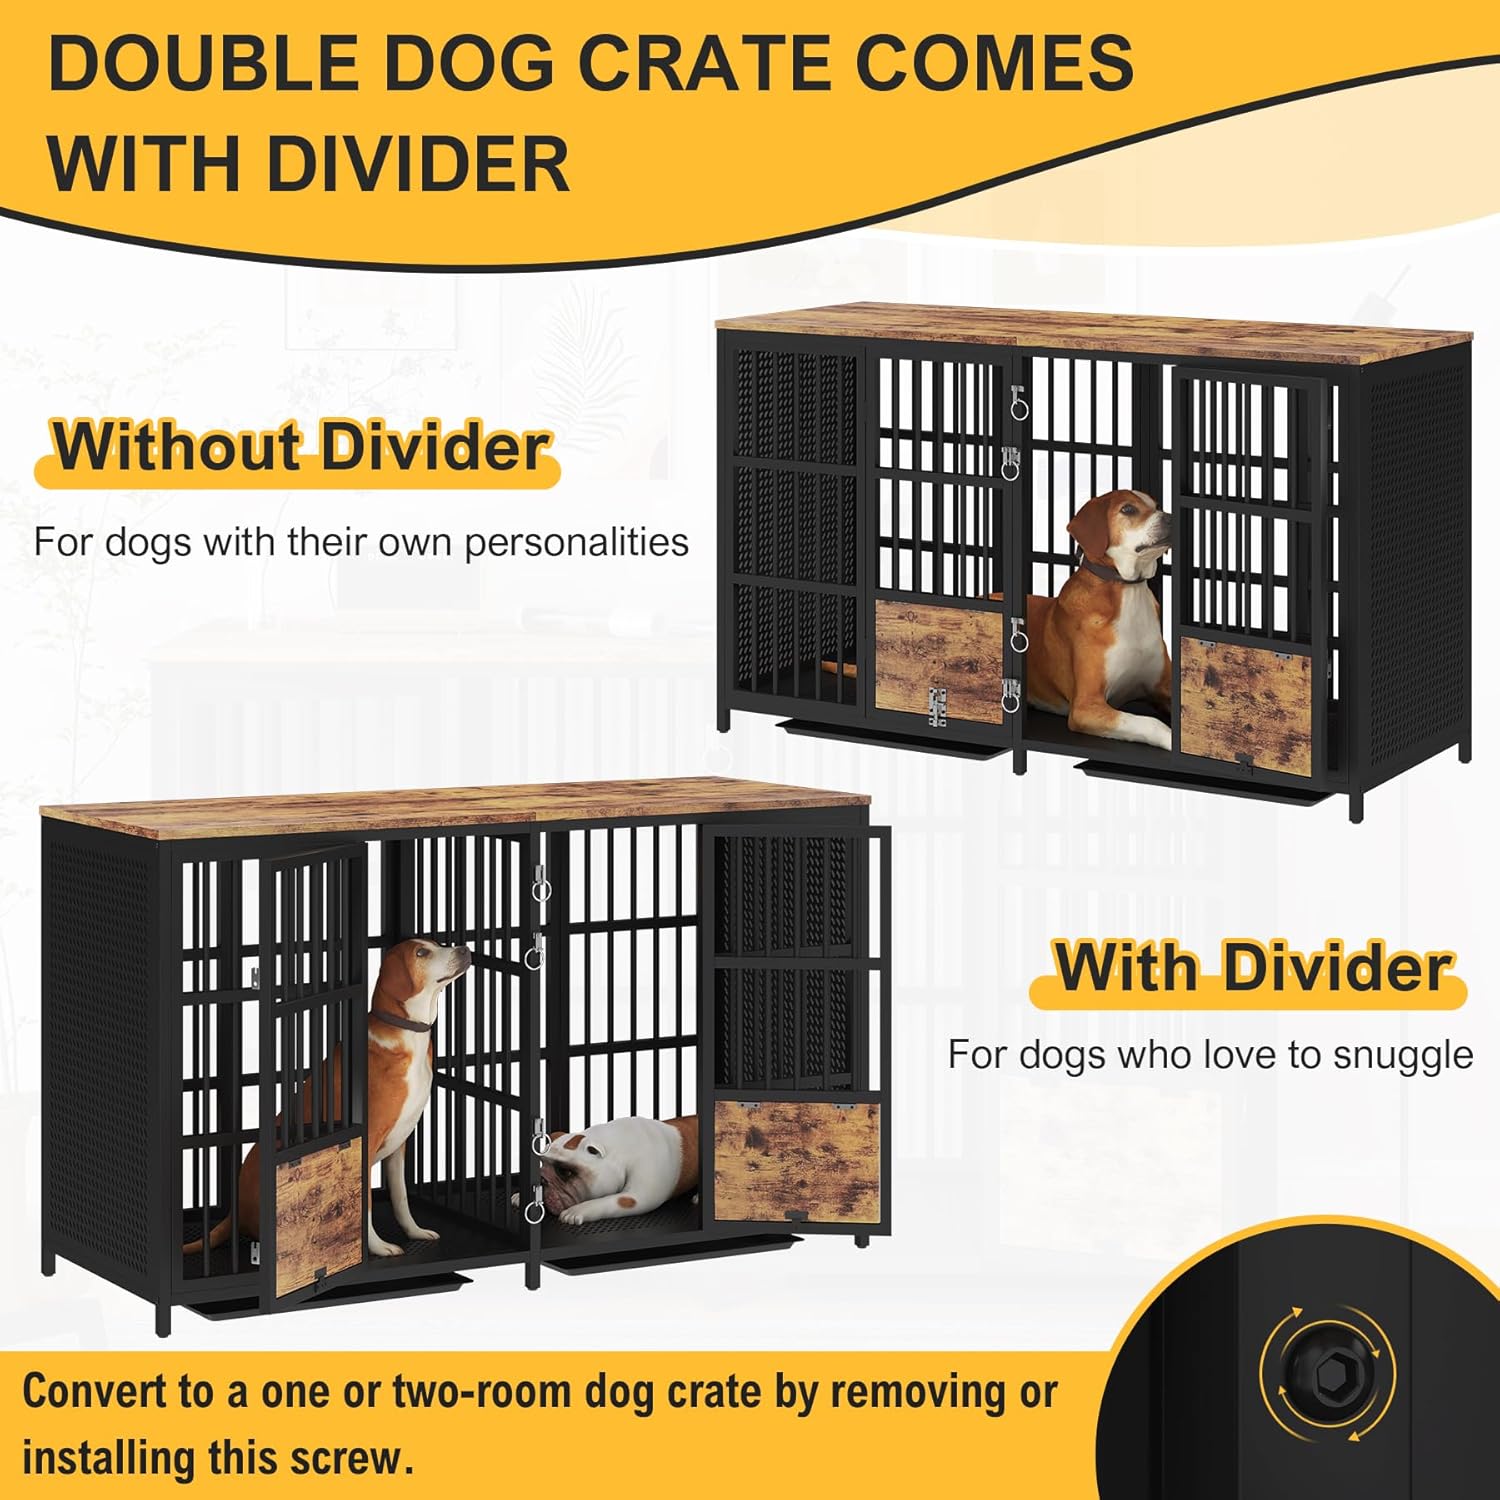 DOUBLE DOG CRATE COMES
WITH DIVIDER
Without Divider
For dogs with their own personalities
With Divider
For dogs who love to snuggle
Convert to a one or two-room dog crate by removing or
installing this screw.